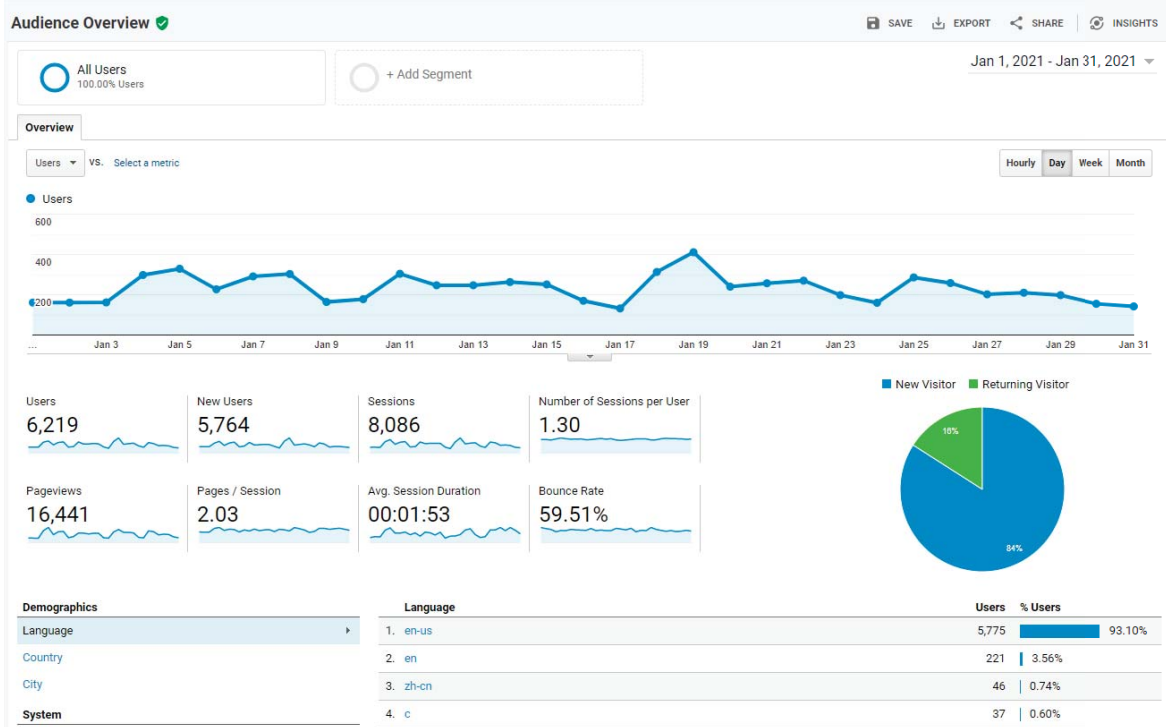 Audience Overview
SAVE EXPORT SHARE INSIGHTS
All Users
100.00% Users
+ Add Segment
Jan 1, 2021 - Jan 31, 2021
Overview
Users VS. Select a metric
Hourly Day Week Month
Users
600
400
200
... Jan 3 Jan 5 Jan 7 Jan 9 Jan 11 Jan 13 Jan 15 Jan 17 Jan 19 Jan 21 Jan 23 Jan 25 Jan 27 Jan 29 Jan 31
New Visitor Returning Visitor
Users New Users Sessions Number of Sessions per User
6,219 5,764 8,086 1.30
Pageviews Pages / Session Avg. Session Duration Bounce Rate
16,441 2.03 00:01:53 59.51%
16%
84%
Demographics
Language
Country
City
System
Language Users % Users
1. en-us 5,775 93.10%
2. en 221 3.56%
3. zh-cn 46 0.74%
4. c 37 0.60%